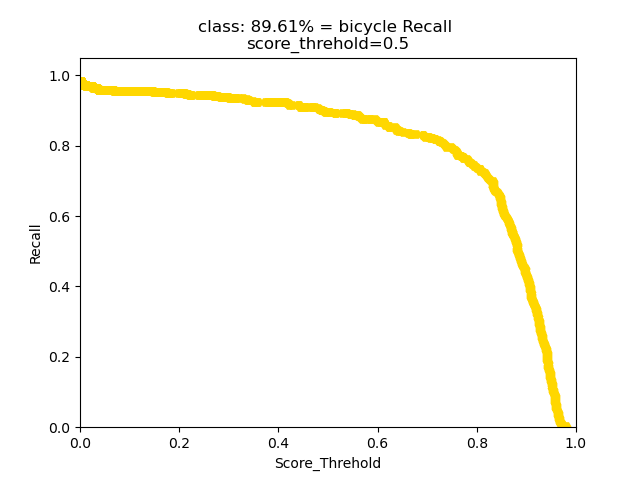 class: 89.61% = bicycle Recall
score_threhold=0.5
1.0
0.8
0.6
0.4
0.2
0.0
Recall
0.0 0.2 0.4 0.6 0.8 1.0
Score_Threhold